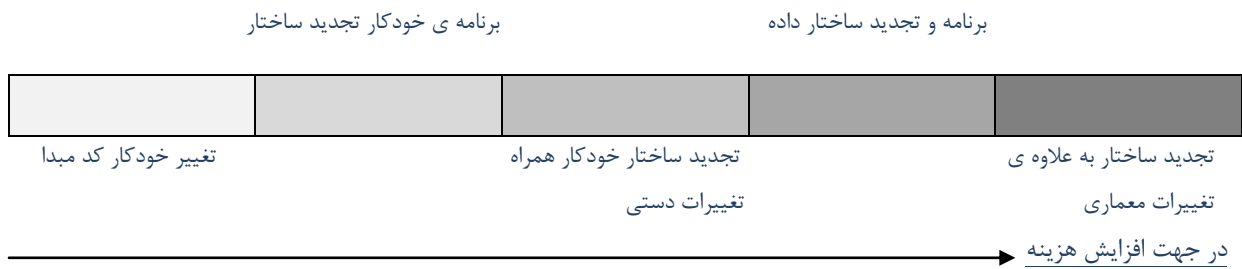 برنامه ی خودکار تجدید ساختار
برنامه و تجدید ساختار داده
تغییر خودکار کد مبدا
تجدید ساختار خودکار همراه
تغییرات دستی
تجدید ساختار به علاوه ی
تغییرات معماری
در جهت افزایش هزینه